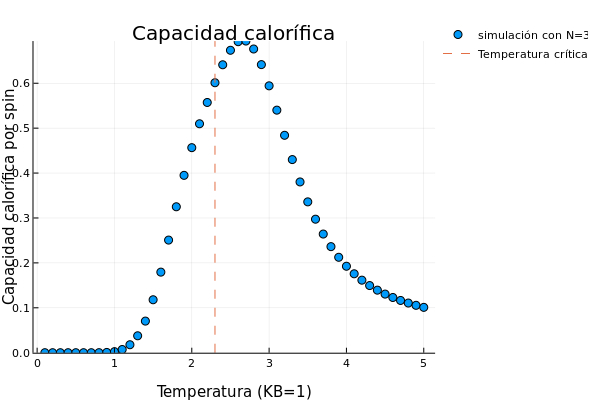 Capacidad calorífica
simulación con N=3
Temperatura crítica
Capacidad calorífica por spin
0.6
0.5
0.4
0.3
0.2
0.1
0.0
0 1 2 3 4 5
Temperatura (KB=1)